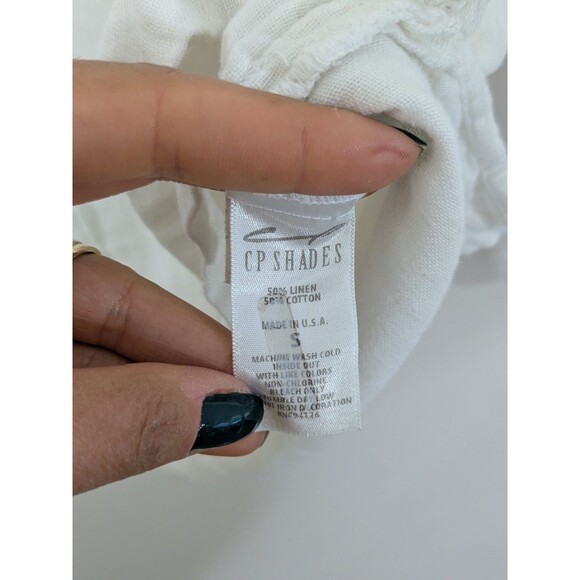 CP SHADES
50% LINEN
50% COTTON
MADE IN U.S.A.
S
MACHINE WASH COLD
INSIDE OUT
WITH LIKE COLORS
NON-CHLORINE
BLEACH ONLY
TUMBLE DRY LOW
IRON DECORATION